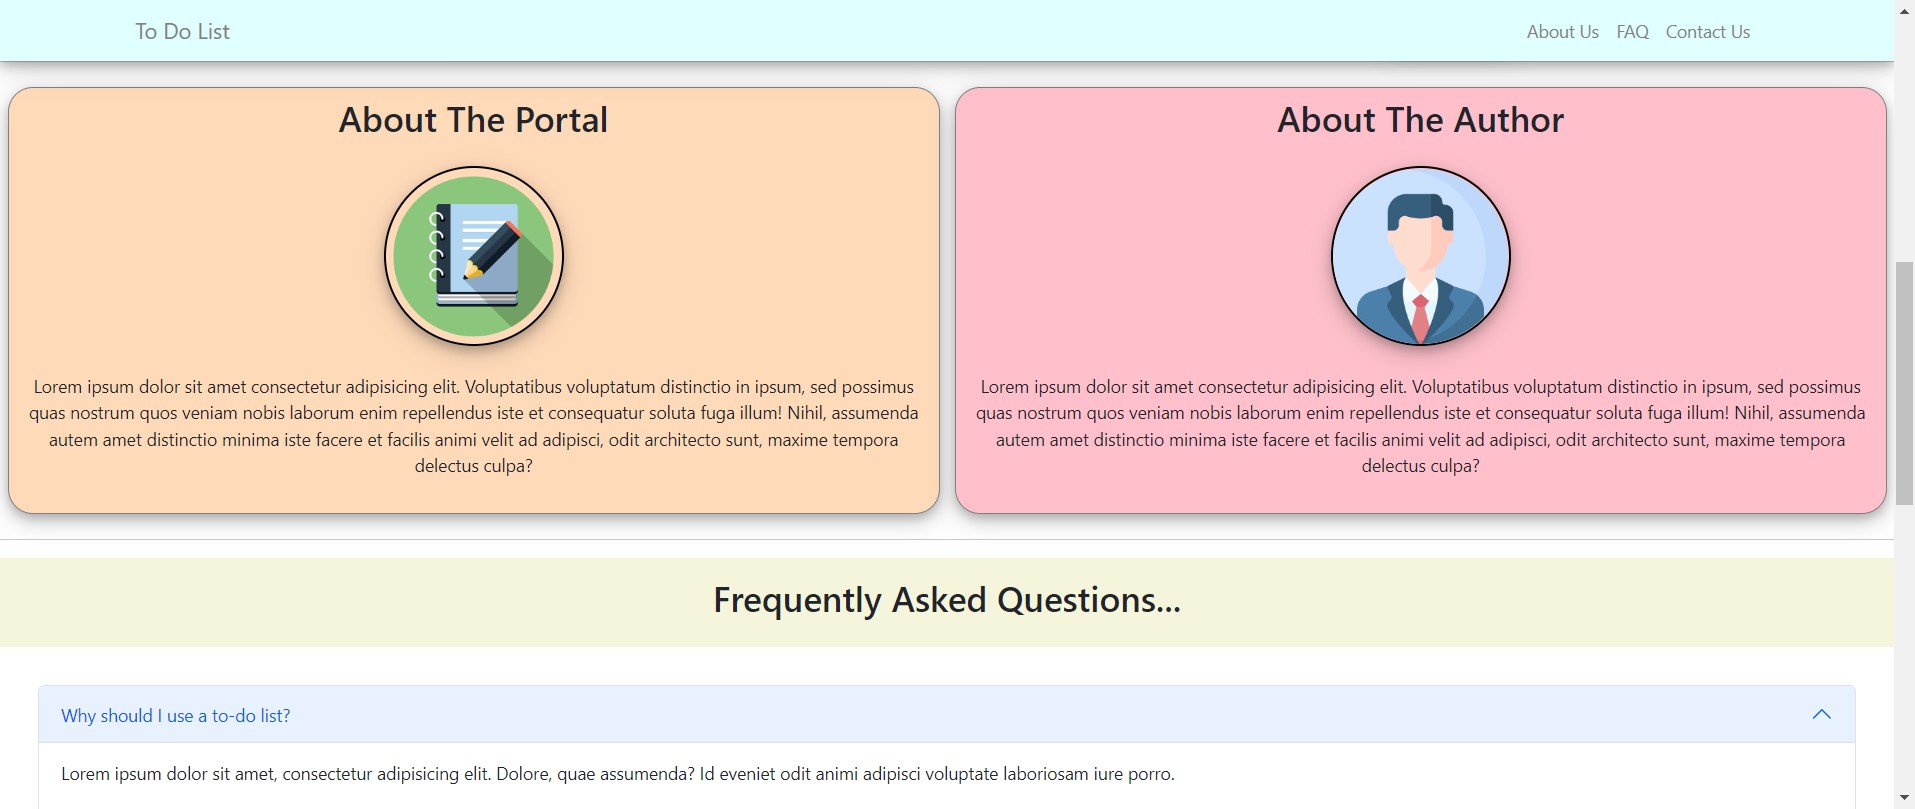 To Do List
About Us FAQ Contact Us
About The Portal
Lorem ipsum dolor sit amet consectetur adipisicing elit. Voluptatibus voluptatum distinctio in ipsum, sed possimus
quas nostrum quos veniam nobis laborum enim repellendus iste et consequatur soluta fuga illum! Nihil, assumenda
autem amet distinctio minima iste facere et facilis animi velit ad adipisci, odit architecto sunt, maxime tempora
delectus culpa?
About The Author
Lorem ipsum dolor sit amet consectetur adipisicing elit. Voluptatibus voluptatum distinctio in ipsum, sed possimus
quas nostrum quos veniam nobis laborum enim repellendus iste et consequatur soluta fuga illum! Nihil, assumenda
autem amet distinctio minima iste facere et facilis animi velit ad adipisci, odit architecto sunt, maxime tempora
delectus culpa?
Frequently Asked Questions...
Why should I use a to-do list?
Lorem ipsum dolor sit amet, consectetur adipisicing elit. Dolore, quae assumenda? Id eveniet odit animi adipisci voluptate laboriosam iure porro.